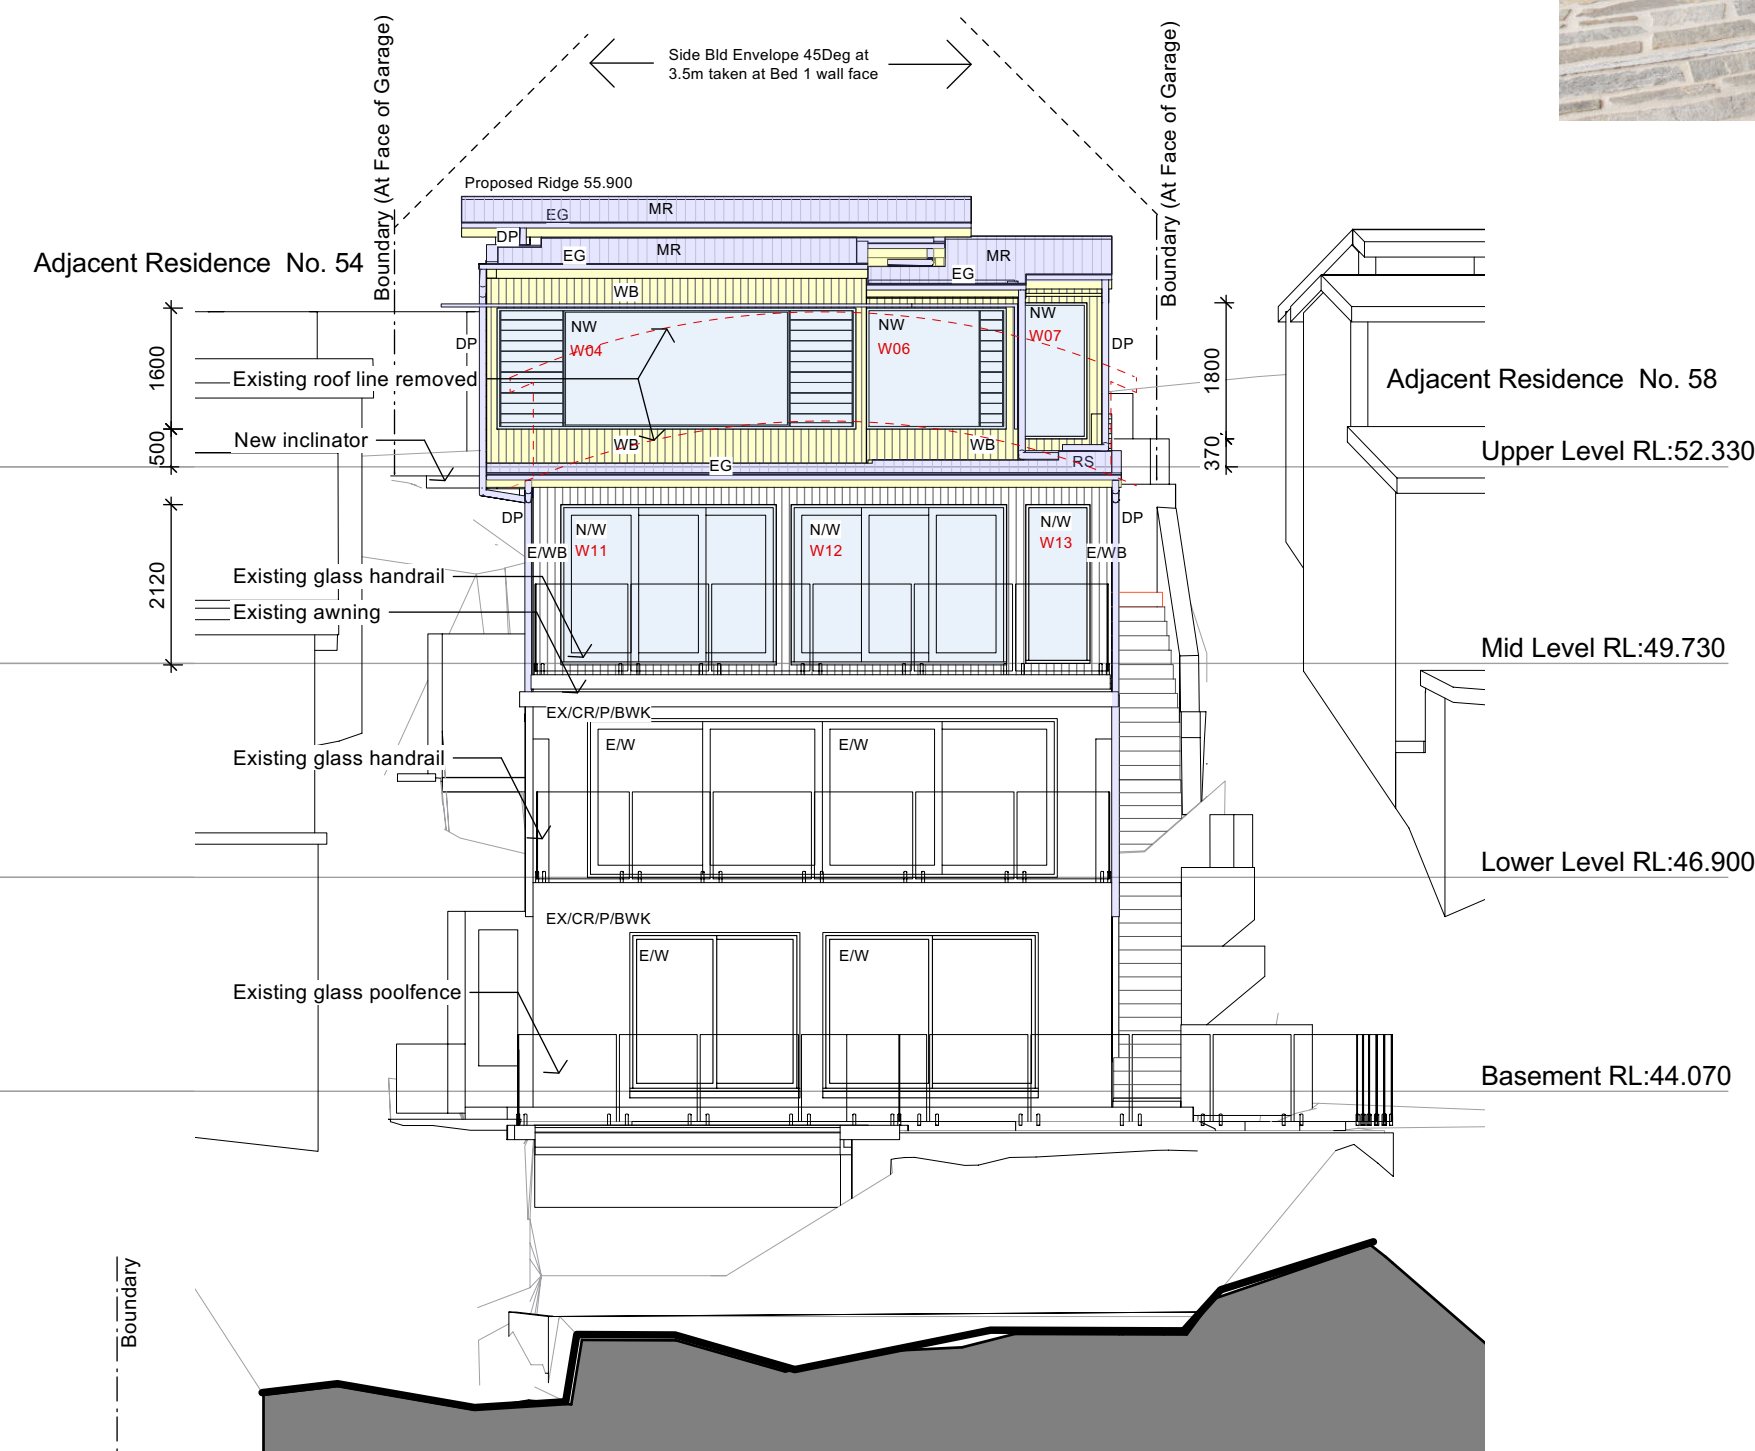 Side Bld Envelope 45Deg at
3.5m taken at Bed 1 wall face
Boundary (At Face of Garage)
Boundary (At Face of Garage)
Proposed Ridge 55.900
EG
MR
DP
EG
MR
MR
EG
Adjacent Residence No. 54
WB
NW
W04
NW
W06
NW
W07
DP
DP
1600
1800
Existing roof line removed
Adjacent Residence No. 58
New inclinator
500
WB
WB
370
EG
RS
Upper Level RL:52.330
DP
N/W
W11
N/W
W12
N/W
W13
DP
E/WB
E/WB
2120
Existing glass handrail
Existing awning
Mid Level RL:49.730
EX/CR/P/BWK
E/W
E/W
Existing glass handrail
Lower Level RL:46.900
EX/CR/P/BWK
E/W
E/W
Existing glass poolfence
Basement RL:44.070
Boundary